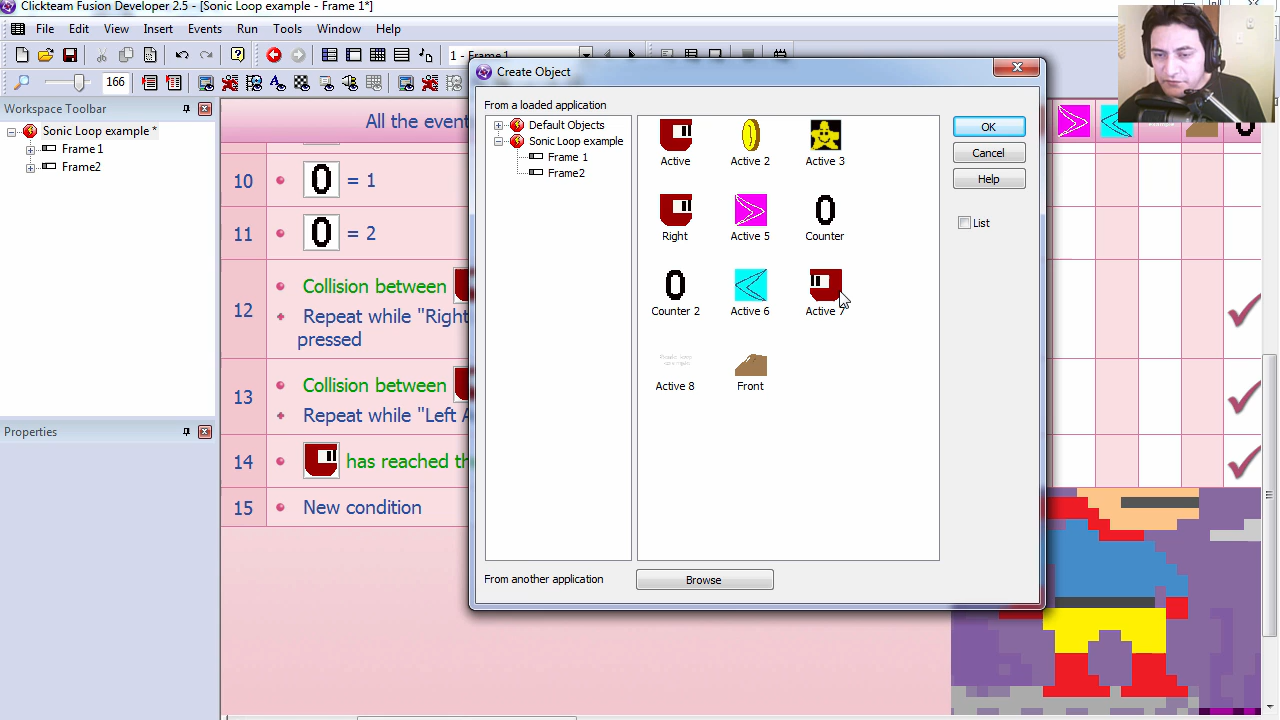 Clickteam Fusion Developer 2.5 - [Sonic Loop example - Frame 1*]
File Edit View Insert Events Run Tools Window Help
166
1 - Frame 1
Workspace Toolbar
Sonic Loop example *
Frame 1
Frame2
Properties
All the event
10 = 1
11 = 2
12 Collision between
Repeat while "Right
pressed
13 Collision between
Repeat while "Left A
14 has reached th
15 New condition
Create Object
From a loaded application
Default Objects
Sonic Loop example
Frame 1
Frame2
Active Active 2 Active 3
Right Active 5 Counter
Counter 2 Active 6 Active 7
Active 8 Front
OK
Cancel
Help
List
From another application
Browse